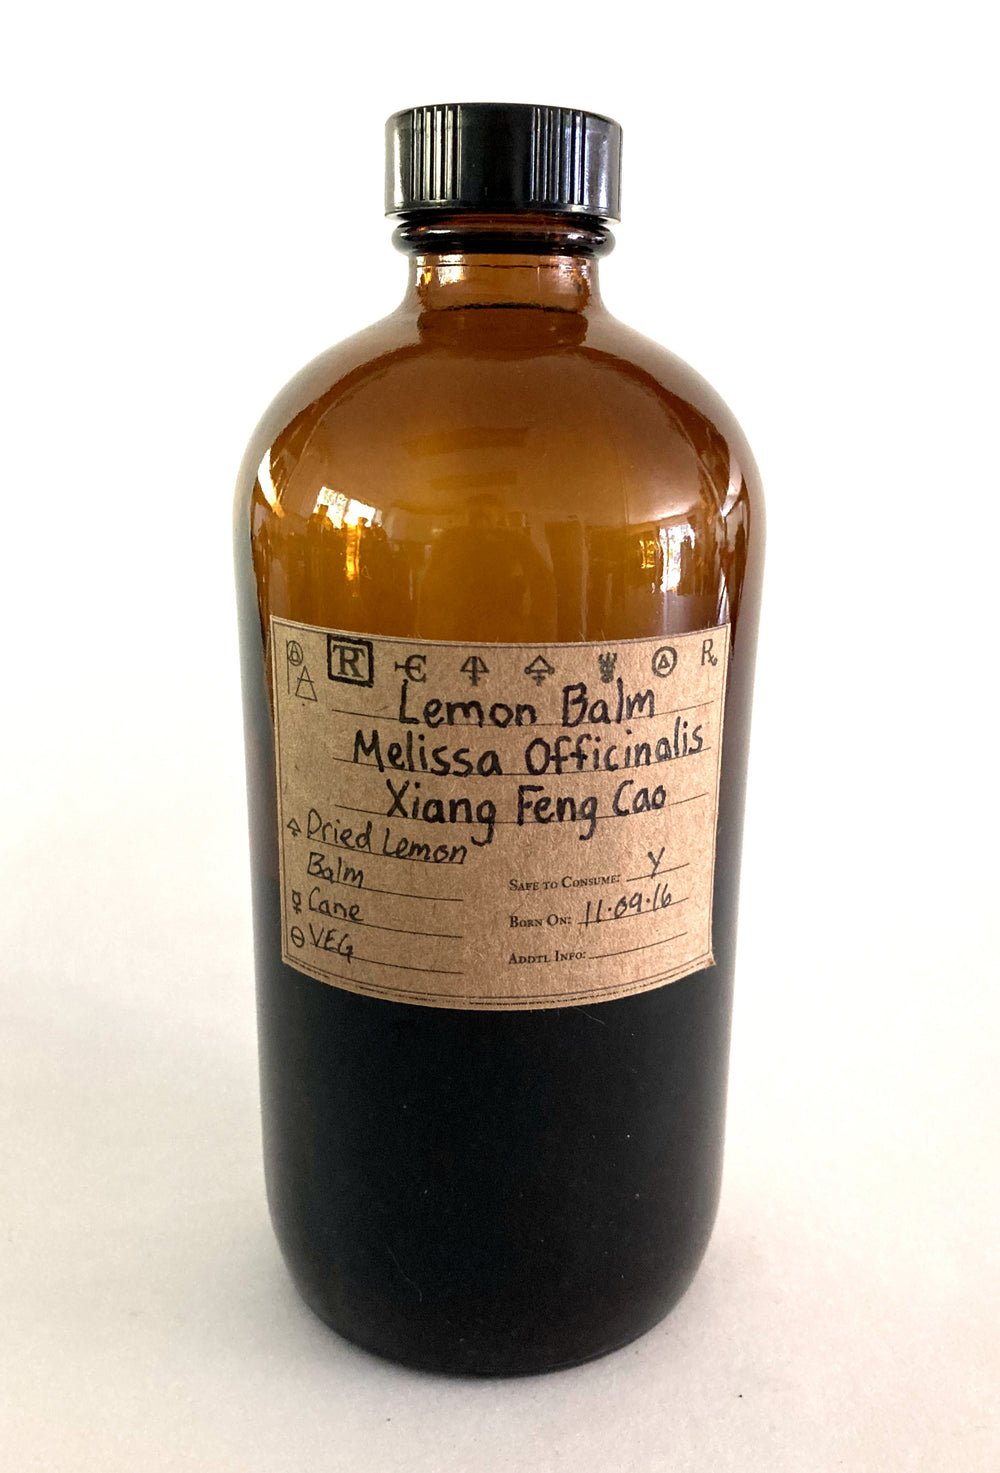 R
Lemon Balm
Melissa Officinalis
Xiang Feng Cao
Dried Lemon
Balm
Cane
VEG
Safe to Consume: Y
Born On: 11.09.16
Addtl Info: